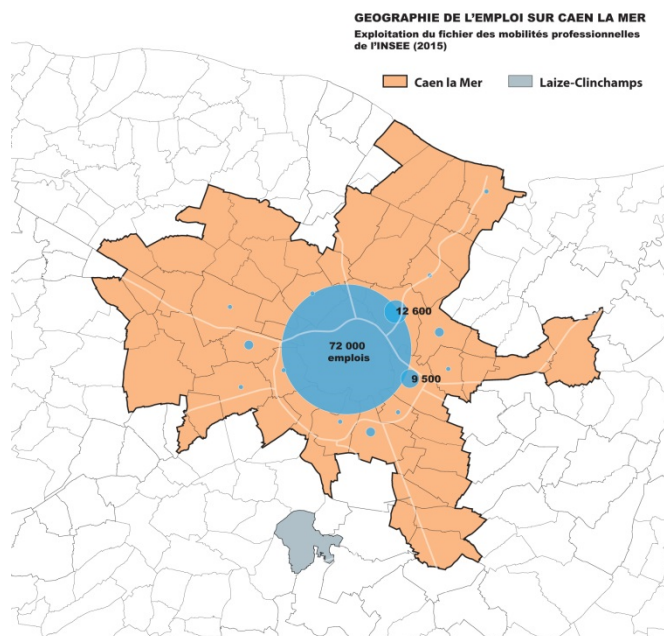 GEOGRAPHIE DE L'EMPLOI SUR CAEN LA MER
Exploitation du fichier des mobilités professionnelles
de l'INSEE (2015)
Caen la Mer
Laize-Clinchamps
12 600
72 000
emplois
9 500